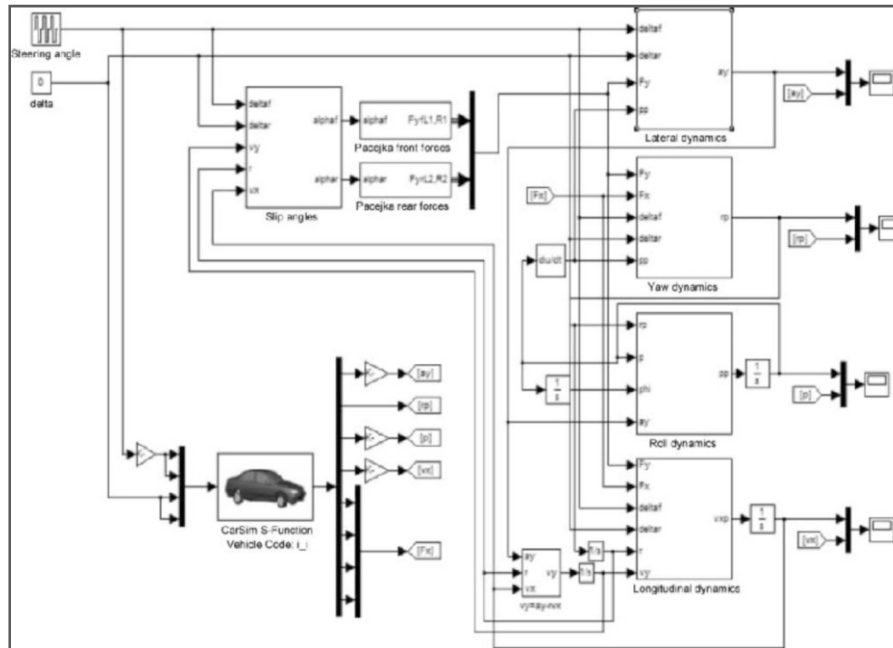 Steering angle
0
delta
deltaf
deltar
vy
r
vx
alphaf
alphar
Slip angles
alphaf
FyfL1,R1
Pacejka front forces
alphar
FyrL2,R2
Pacejka rear forces
deltaf
deltar
Fy
pp
ay
Lateral dynamics
[ay]
[Fx]
Fy
Fx
deltaf
deltar
pp
rp
Yaw dynamics
[rp]
du/dt
rp
p
phi
ay
pp
1
s
Roll dynamics
[p]
1
s
[ay]
[rp]
[p]
[vx]
[Fx]
CarSim S-Function
Vehicle Code: i_i
Fy
Fx
deltaf
deltar
r
vy
vxp
1
s
Longitudinal dynamics
[vx]
1/s
ay
r
vx
vy
1/s